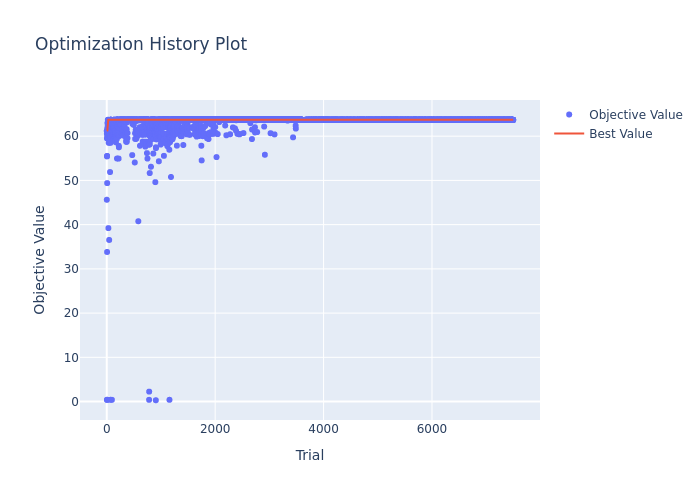 Optimization History Plot
Objective Value
Best Value
60
50
40
30
20
10
0
Objective Value
0 2000 4000 6000
Trial